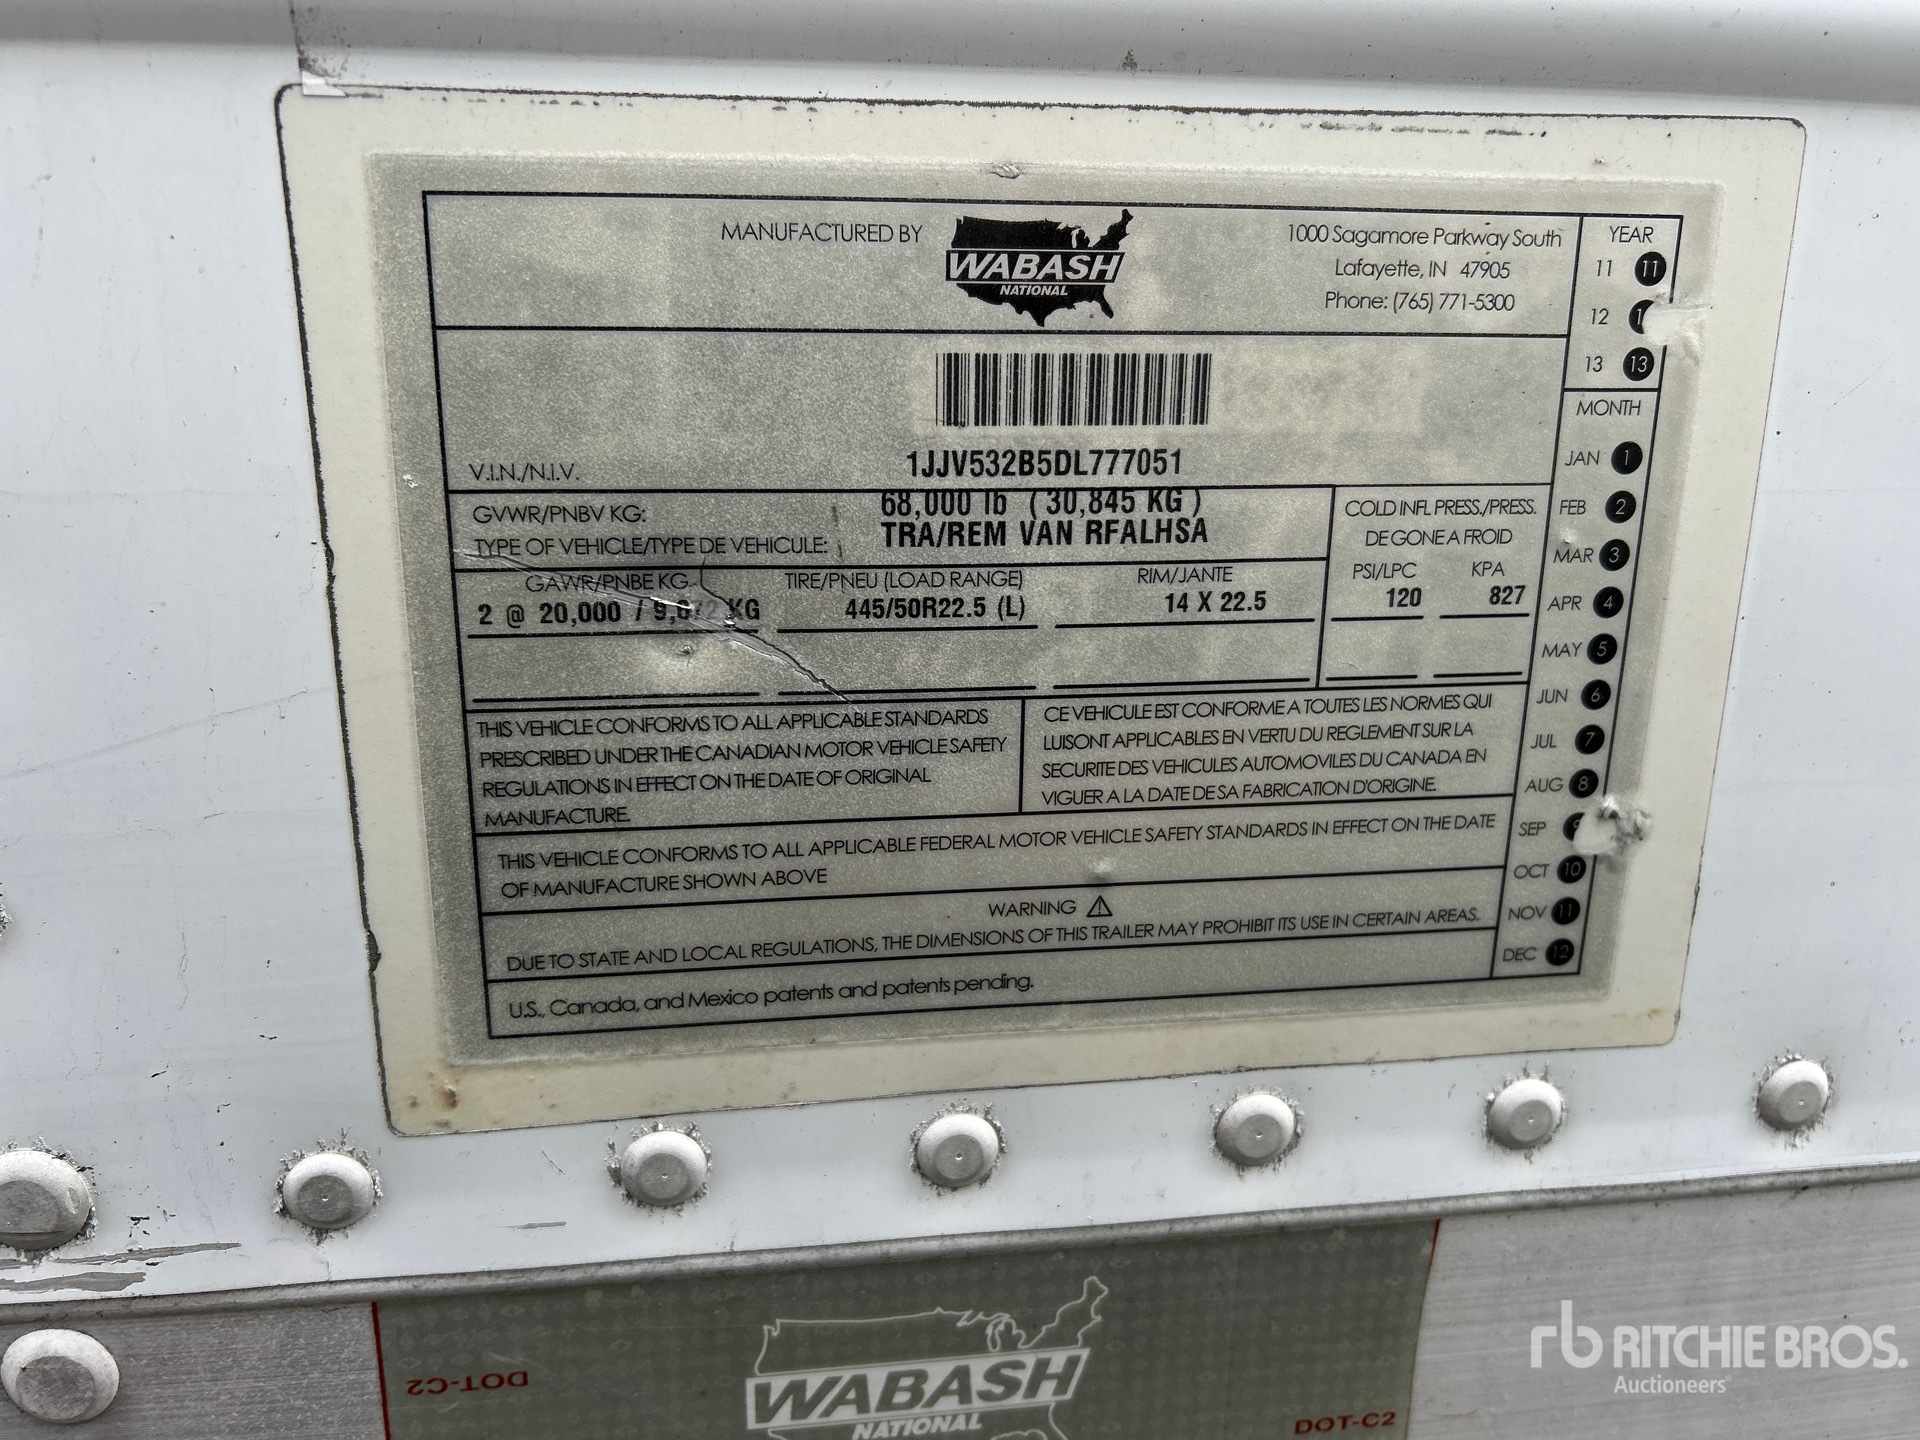 MANUFACTURED BY
WABASH
NATIONAL
1000 Sagamore Parkway South
Lafayette, IN 47905
Phone: (765) 771-5300
YEAR
11 11
12
13 13
MONTH
JAN 1
FEB 2
MAR 3
APR 4
MAY 5
JUN 6
JUL 7
AUG 8
SEP 9
OCT 10
NOV 11
DEC 12
V.I.N./N.I.V. 1JJV532B5DL777051
GVWR/PNBV KG: 68,000 lb (30,845 KG)
TYPE OF VEHICLE/TYPE DE VEHICULE: TRA/REM VAN RFALHSA
COLD INFL PRESS./PRESS.
DE GONE A FROID
PSI/LPC KPA
120 827
GAWR/PNBE KG TIRE/PNEU (LOAD RANGE) RIM/JANTE
2 @ 20,000 / 9,072 KG 445/50R22.5 (L) 14 X 22.5
THIS VEHICLE CONFORMS TO ALL APPLICABLE STANDARDS
PRESCRIBED UNDER THE CANADIAN MOTOR VEHICLE SAFETY
REGULATIONS IN EFFECT ON THE DATE OF ORIGINAL
MANUFACTURE.
CE VEHICULE EST CONFORME A TOUTES LES NORMES QUI
LUISONT APPLICABLES EN VERTU DU REGLEMENT SUR LA
SECURITE DES VEHICULES AUTOMOVILES DU CANADA EN
VIGUER A LA DATE DE SA FABRICATION D'ORIGINE.
THIS VEHICLE CONFORMS TO ALL APPLICABLE FEDERAL MOTOR VEHICLE SAFETY STANDARDS IN EFFECT ON THE DATE
OF MANUFACTURE SHOWN ABOVE
WARNING
DUE TO STATE AND LOCAL REGULATIONS, THE DIMENSIONS OF THIS TRAILER MAY PROHIBIT ITS USE IN CERTAIN AREAS.
U.S., Canada, and Mexico patents and patents pending.
DOT-C2
WABASH
NATIONAL
DOT-C2
rb RITCHIE BROS.
Auctioneers